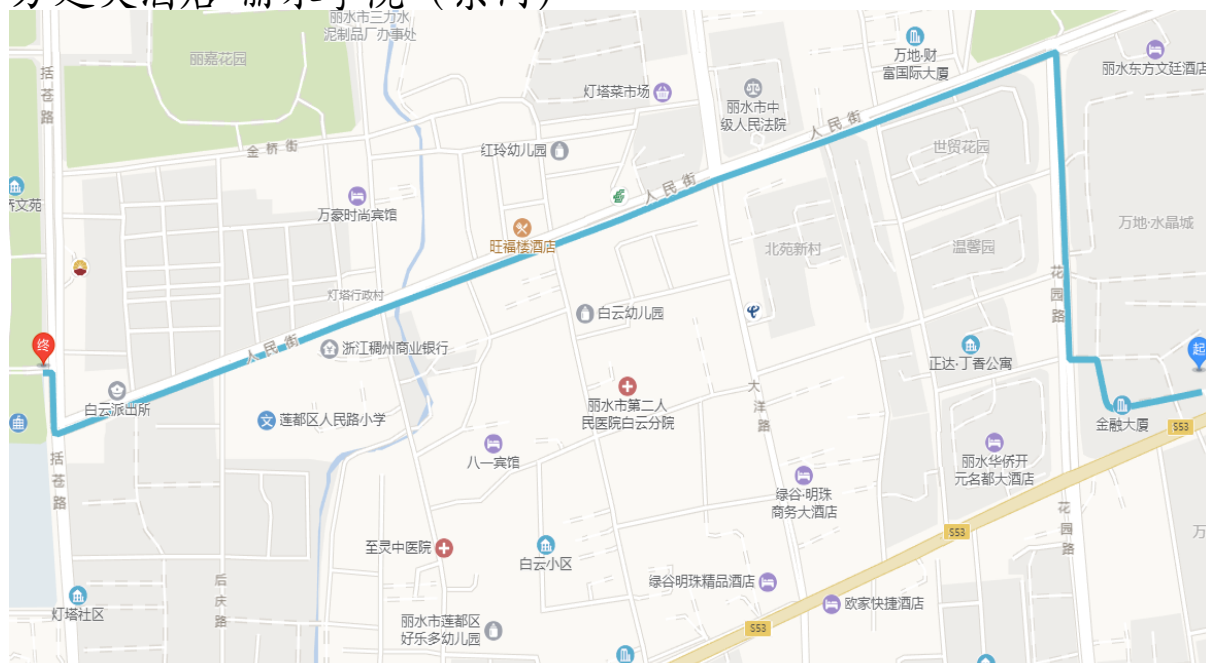 丽水学院（东门）
丽水市三力水
泥制品厂办事处
括苍路
丽嘉花园
万地·财
富国际大厦
丽水东方文廷酒店
灯塔菜市场
丽水市中
级人民法院
人民街
金桥街
红玲幼儿园
世贸花园
人民街
万豪时尚宾馆
乔文苑
旺福楼酒店
万地·水晶城
北苑新村
温馨园
花园路
灯塔行政村
白云幼儿园
终
人民街
浙江稠州商业银行
起
正达·丁香公寓
白云派出所
大洋路
丽水市第二人
民医院白云分院
文
莲都区人民路小学
金融大厦
S53
括苍路
八一宾馆
丽水华侨开
元名都大酒店
绿谷·明珠
商务大酒店
花园路
S53
万
至灵中医院
白云小区
后庆路
绿谷明珠精品酒店
灯塔社区
欧家快捷酒店
丽水市莲都区
好乐多幼儿园
S53